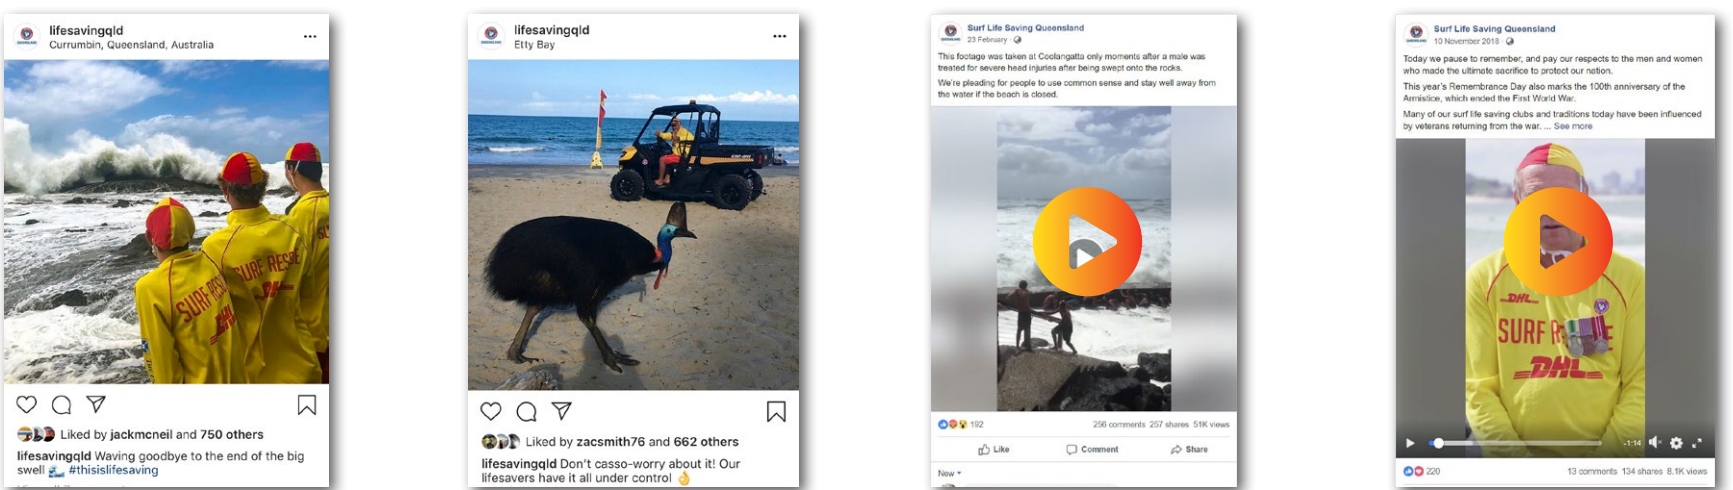 lifesavingqld
Currumbin, Queensland, Australia
SURF RESCUE
SURF RESCUE
Liked by jackmcneil and 750 others
lifesavingqld Waving goodbye to the end of the big
swell 🌊 #thisislifesaving
lifesavingqld
Etty Bay
Liked by zacsmith76 and 662 others
lifesavingqld Don't casso-worry about it! Our
lifesavers have it all under control 👌
Surf Life Saving Queensland
23 February ·
This footage was taken at Coolangatta only moments after a male was
treated for severe head injuries after being swept onto the rocks.
We're pleading for people to use common sense and stay well away from
the water if the beach is closed.
192
256 comments 257 shares 51K views
Like Comment Share
New
Surf Life Saving Queensland
10 November 2018 ·
Today we pause to remember, and pay our respects to the men and women
who made the ultimate sacrifice to protect our nation.
This year's Remembrance Day also marks the 100th anniversary of the
Armistice, which ended the First World War.
Many of our surf life saving clubs and traditions today have been influenced
by veterans returning from the war. ... See more
DHL
SURF RE E
DHL
-1:14
220
13 comments 134 shares 8.1K views